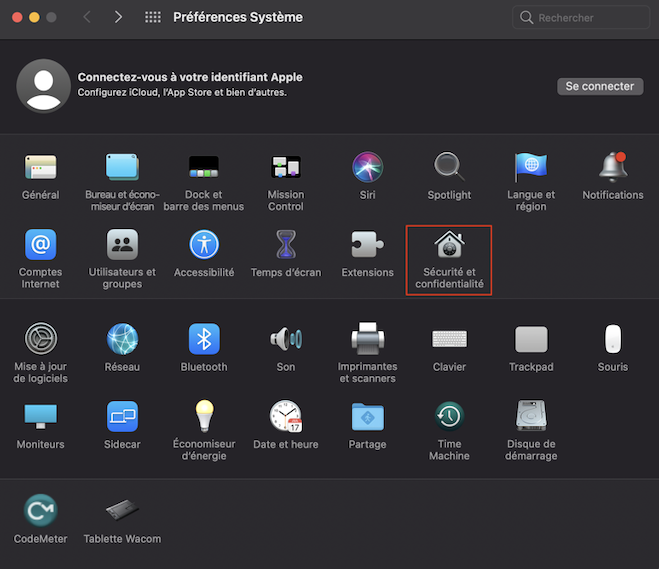 Préférences Système
Rechercher
Connectez-vous à votre identifiant Apple
Configurez iCloud, l'App Store et bien d'autres.
Se connecter
Général
Bureau et écono-
miseur d'écran
Dock et
barre des menus
Mission
Control
Siri
Spotlight
Langue et
région
Notifications
Comptes
Internet
Utilisateurs et
groupes
Accessibilité
Temps d'écran
Extensions
Sécurité et
confidentialité
Mise à jour
de logiciels
Réseau
Bluetooth
Son
Imprimantes
et scanners
Clavier
Trackpad
Souris
Moniteurs
Sidecar
Économiseur
d'énergie
17
Date et heure
Partage
Time
Machine
Disque de
démarrage
CodeMeter
Tablette Wacom